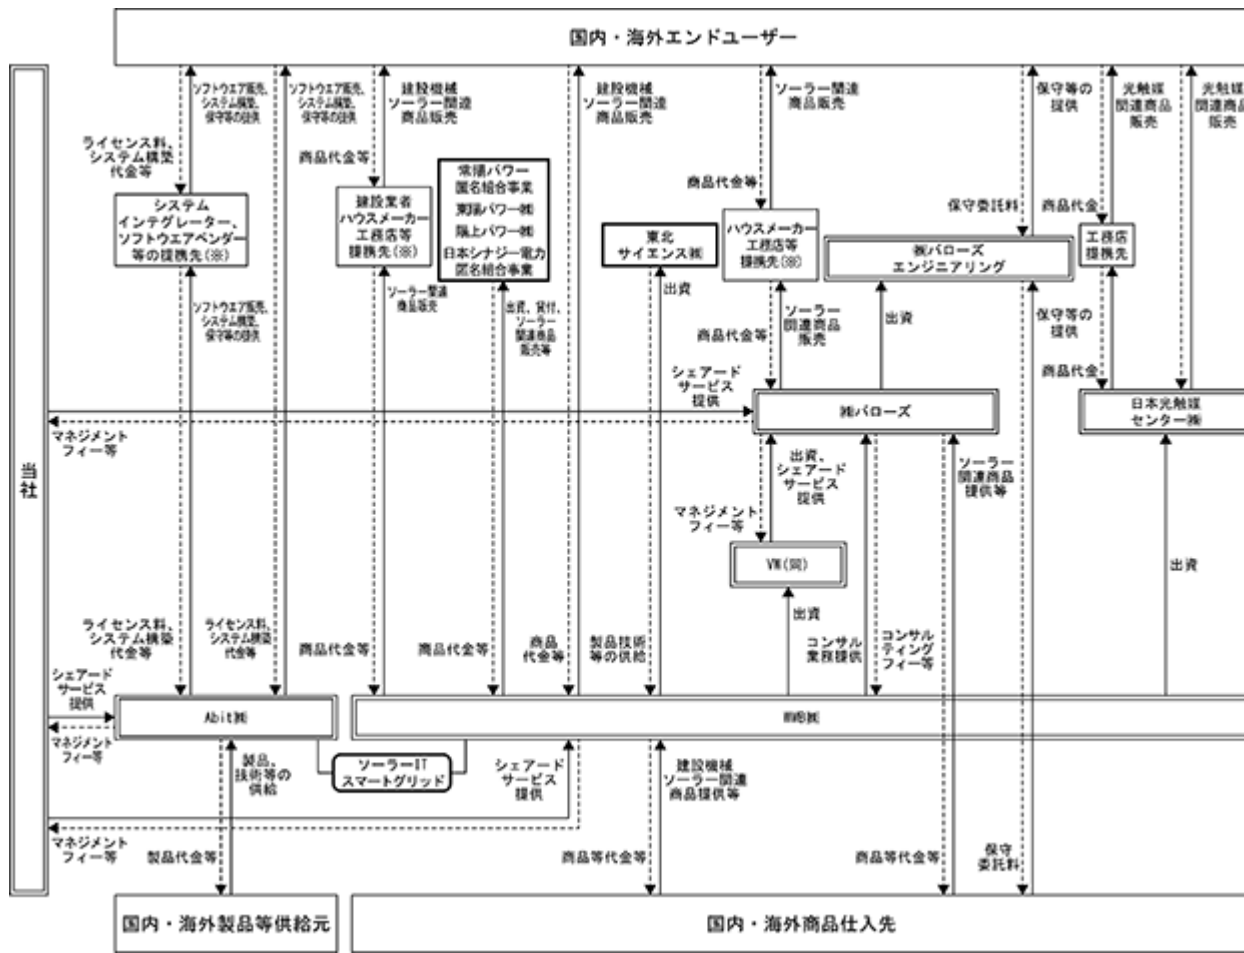 国内・海外エンドユーザー
ソフトウエア販売、
システム構築、
保守等の提供
ソフトウエア販売、
システム構築、
保守等の提供
建設機械
ソーラー関連
商品販売
建設機械
ソーラー関連
商品販売
ソーラー関連
商品販売
保守等の
提供
光触媒
関連商品
販売
光触媒
関連商品
販売
ライセンス料、
システム構築
代金等
商品代金等
商品代金等
保守委託料
商品代金
システム
インテグレーター、
ソフトウエアベンダー
等の提携先(※)
建設業者
ハウスメーカー
工務店等
提携先(※)
常陽パワー
匿名組合事業
東陽パワー㈱
陽上パワー㈱
日本シナジー電力
匿名組合事業
東北
サイエンス㈱
ハウスメーカー
工務店等
提携先(※)
㈱バローズ
エンジニアリング
工務店
提携先
ソフトウエア販売、
システム構築、
保守等の提供
ソーラー関連
商品販売
出資、貸付、
ソーラー
関連商品
販売等
出資
商品代金等
ソーラー
関連商品
販売
出資
保守等の
提供
商品代金
シェアード
サービス
提供
㈱バローズ
日本光触媒
センター㈱
マネジメント
フィー等
当社
出資、
シェアード
サービス
提供
ソーラー
関連商品
提供等
マネジメント
フィー等
VW(同)
出資
出資
ライセンス料、
システム構築
代金等
ライセンス料、
システム構築
代金等
商品代金等
商品代金等
商品
代金等
製品技術
等の供給
コンサル
業務提供
コンサル
ティング
フィー等
シェアード
サービス
提供
Abit㈱
WWB㈱
マネジメント
フィー等
製品、
技術等の
供給
ソーラーIT
スマートグリッド
シェアード
サービス
提供
建設機械
ソーラー関連
商品提供等
マネジメント
フィー等
製品代金等
商品等代金等
商品等代金等
保守
委託料
国内・海外製品等供給元
国内・海外商品仕入先